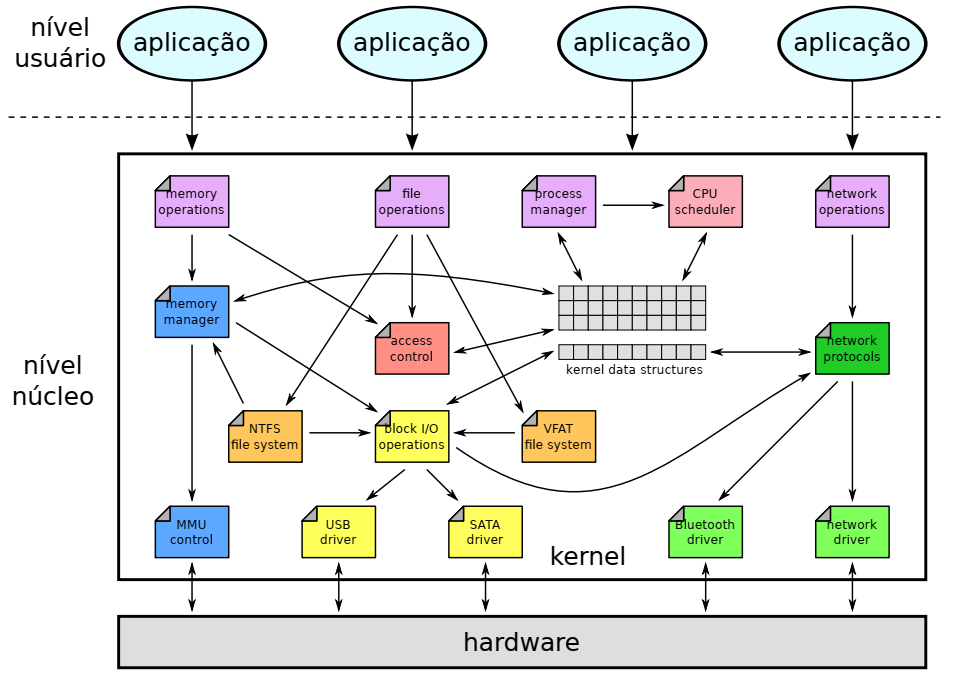 nível
usuário
aplicação
aplicação
aplicação
aplicação
memory
operations
file
operations
process
manager
CPU
scheduler
network
operations
memory
manager
access
control
kernel data structures
network
protocols
NTFS
file system
block I/O
operations
VFAT
file system
nível
núcleo
MMU
control
USB
driver
SATA
driver
Bluetooth
driver
network
driver
kernel
hardware